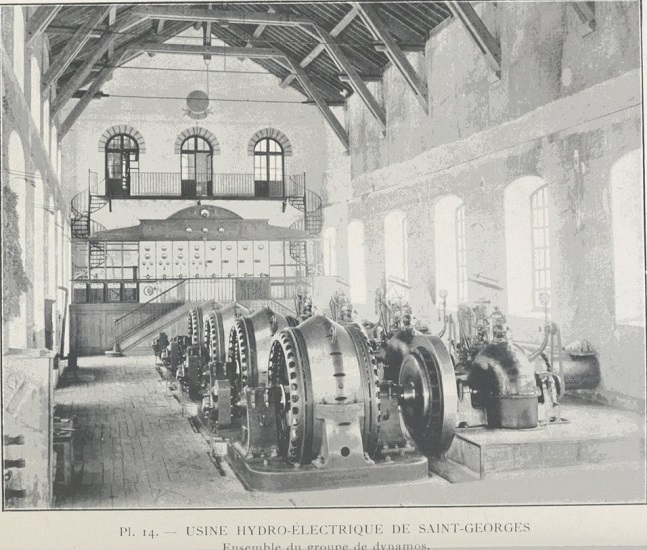 PL. 14. — USINE HYDRO-ÉLECTRIQUE DE SAINT-GEORGES
Ensemble du groupe de dynamos.